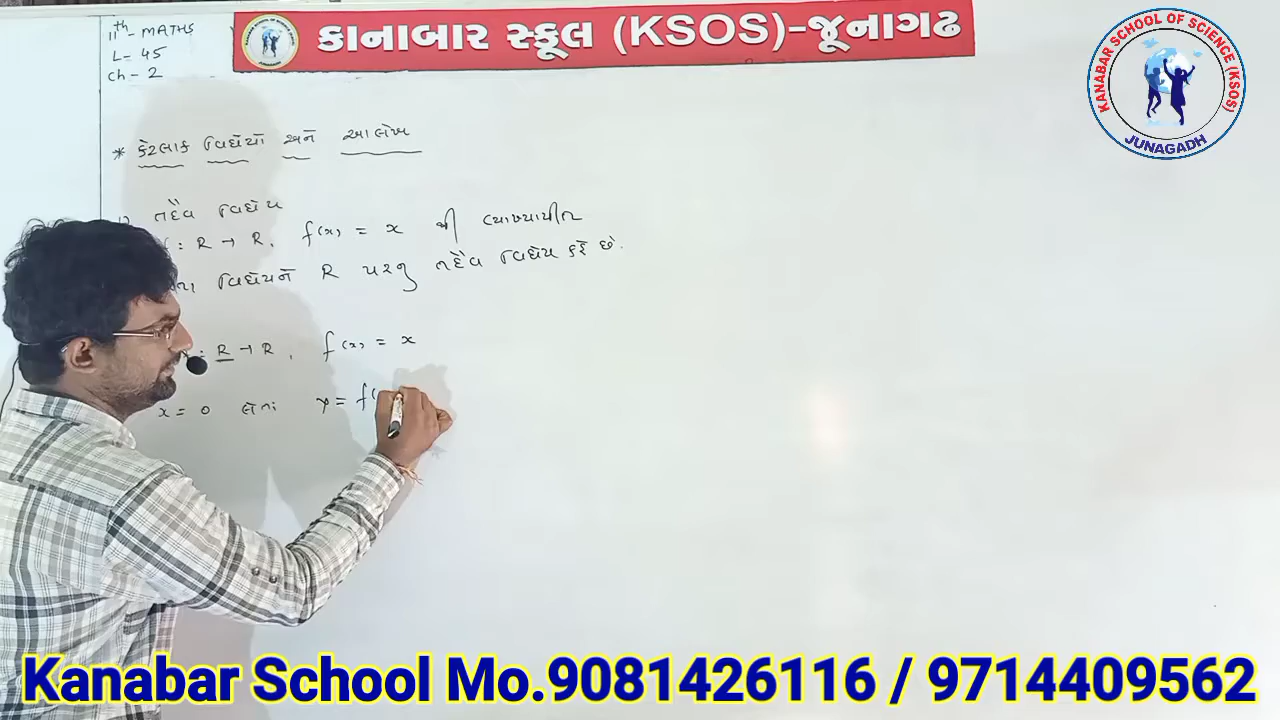 11th - MATHS
L - 45
Ch - 2
કાનાબાર સ્કૂલ (KSOS)-જૂનાગઢ
KANABAR SCHOOL OF SCIENCE (KSOS)
JUNAGADH
* કેટલાક વિધેયો અને આલેખ
તદૈવ વિધેય
: R → R, f(x) = x થી વ્યાખ્યાયીત
વિધેયને R પરનું તદૈવ વિધેય કહે છે.
: R → R, f(x) = x
x = 0 લેતાં y = f(
Kanabar School Mo.9081426116 / 9714409562